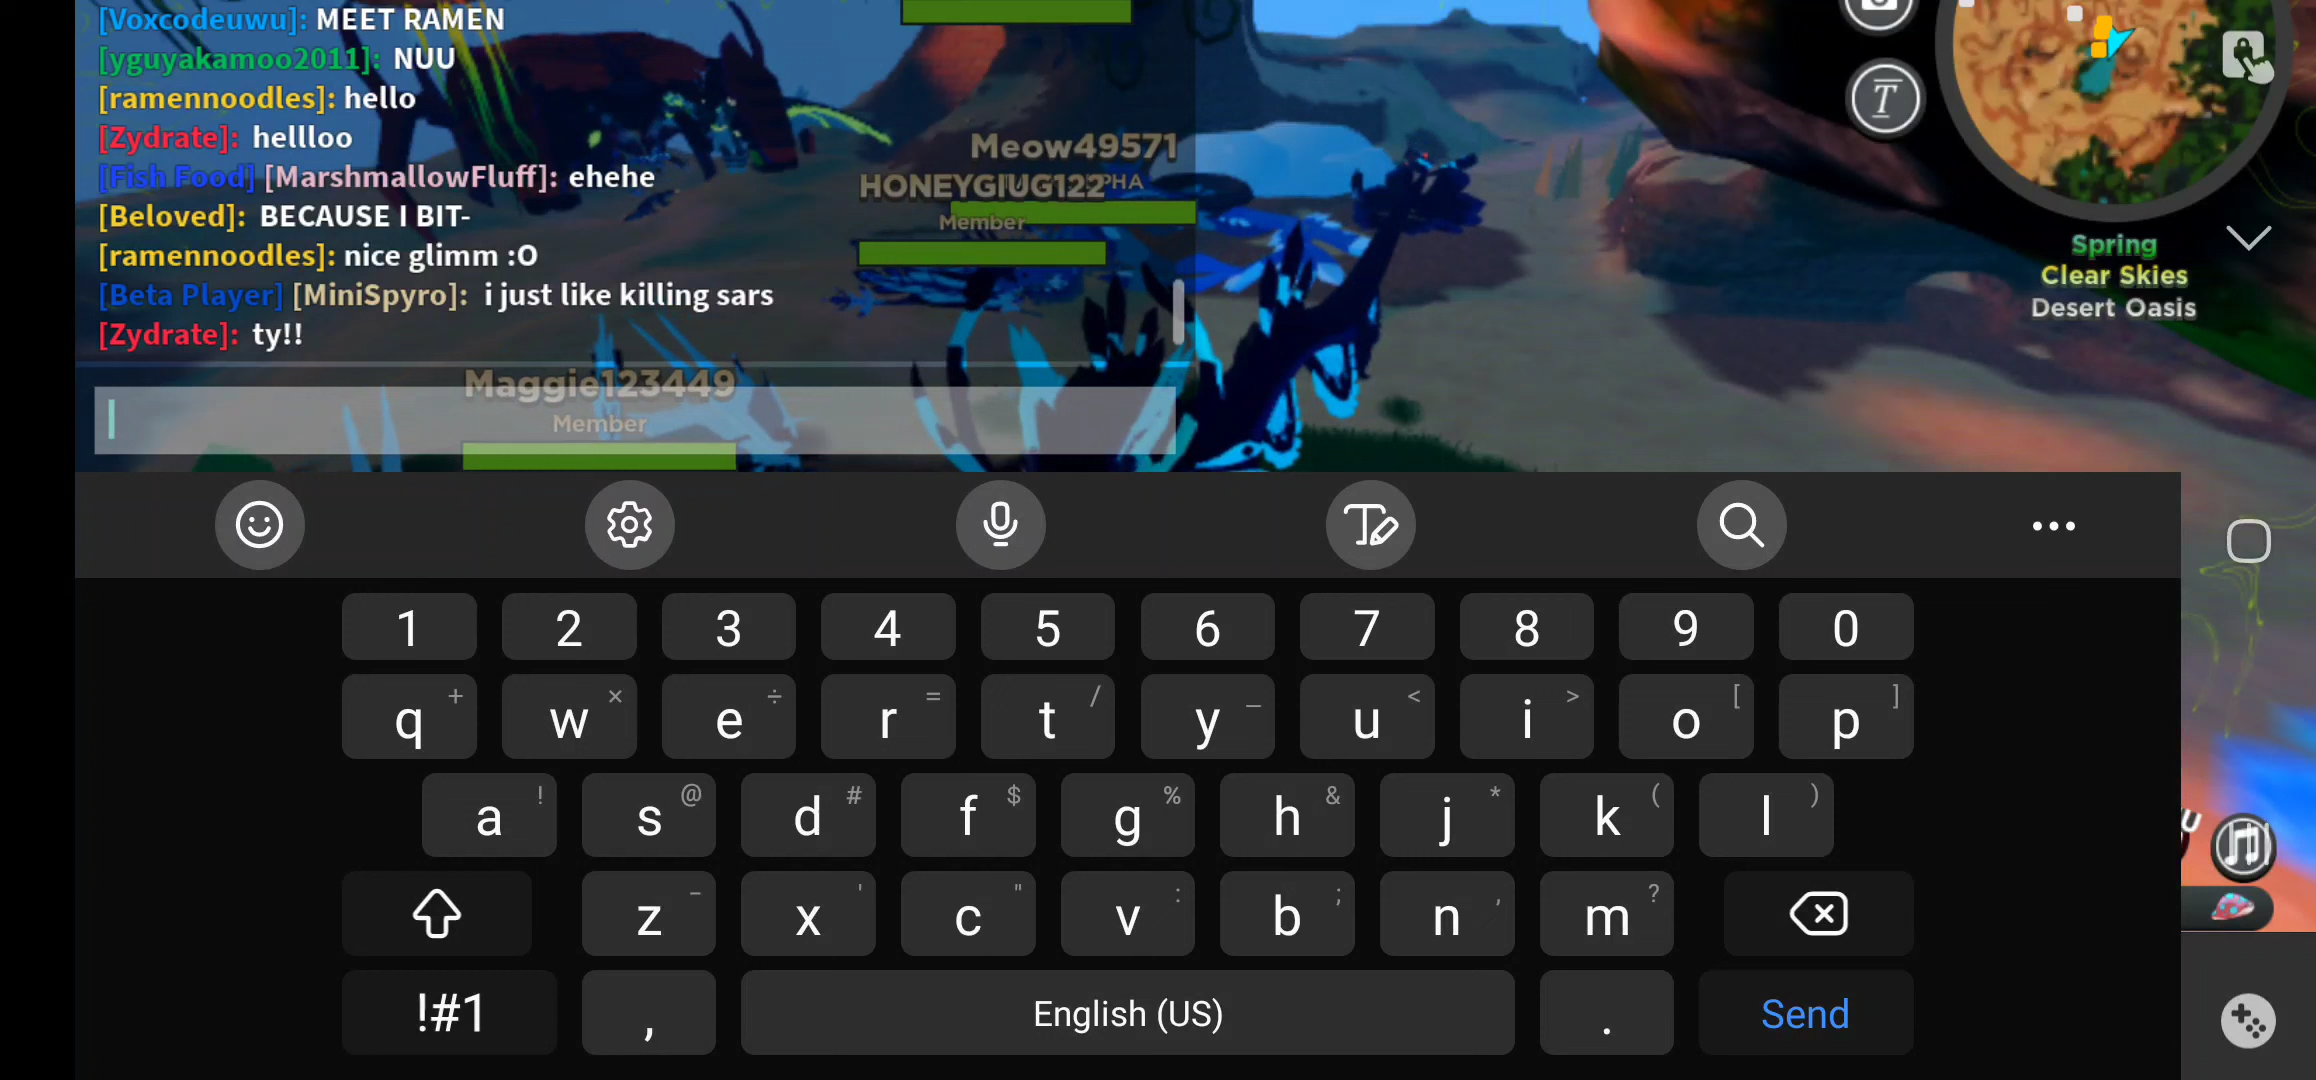 [Voxcodeuwu]: MEET RAMEN
[yguyakamoo2011]: NUU
[ramennoodles]: hello
[Zydrate]: hellloo
[Fish Food] [MarshmallowFluff]: ehehe
[Beloved]: BECAUSE I BIT-
[ramennoodles]: nice glimm :O
[Beta Player] [MiniSpyro]: i just like killing sars
[Zydrate]: ty!!
Meow49571
HONEYGIUG122
Member
Maggie123449
Member
T
Spring
Clear Skies
Desert Oasis
1 2 3 4 5 6 7 8 9 0
q + w × e ÷ r = t / y _ u < i > o [ p ]
a ! s @ d # f $ g % h & j * k ( l )
z - x ' c " v : b ; n , m ?
!#1 , English (US) . Send